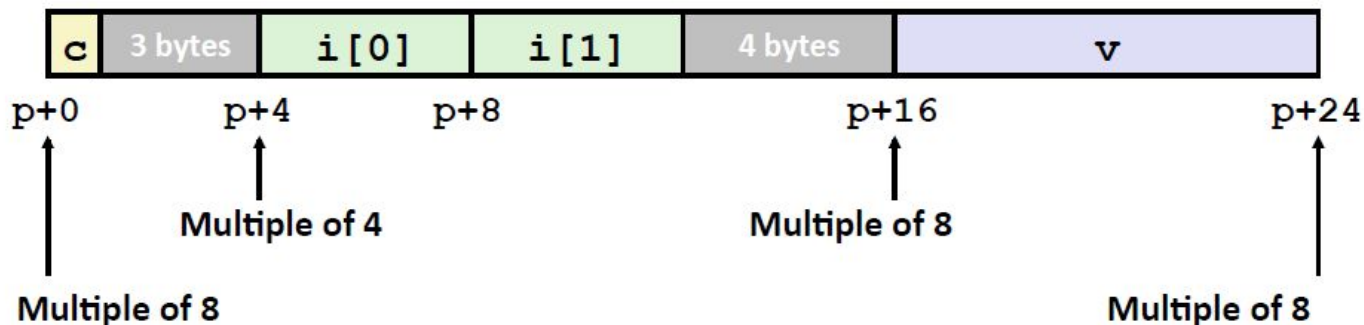 c 3 bytes i[0] i[1] 4 bytes v
p+0 p+4 p+8 p+16 p+24
Multiple of 4 Multiple of 8
Multiple of 8 Multiple of 8